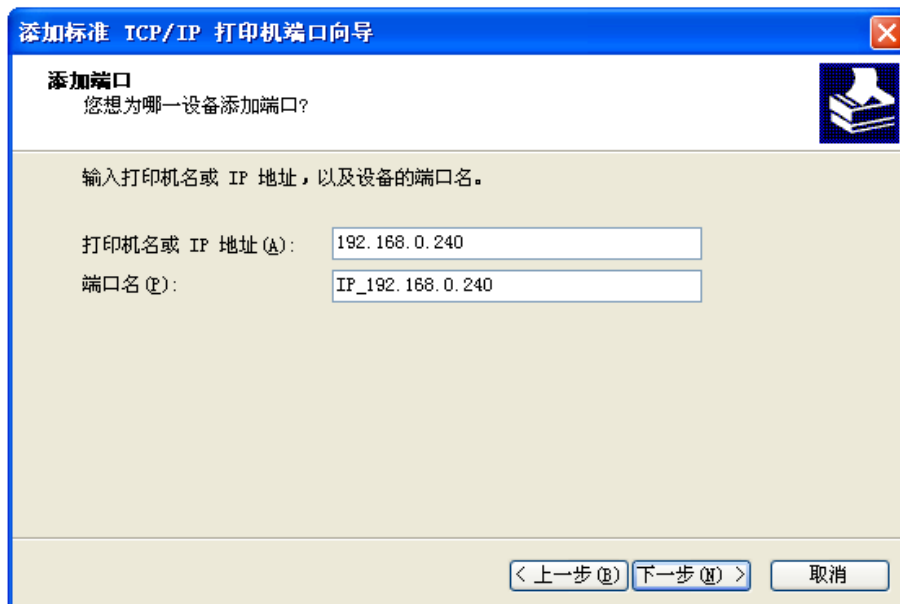 添加标准 TCP/IP 打印机端口向导
添加端口
您想为哪一设备添加端口?
输入打印机名或 IP 地址,以及设备的端口名。
打印机名或 IP 地址(A): 192.168.0.240
端口名(P): IP_192.168.0.240
< 上一步(B) 下一步(N) > 取消